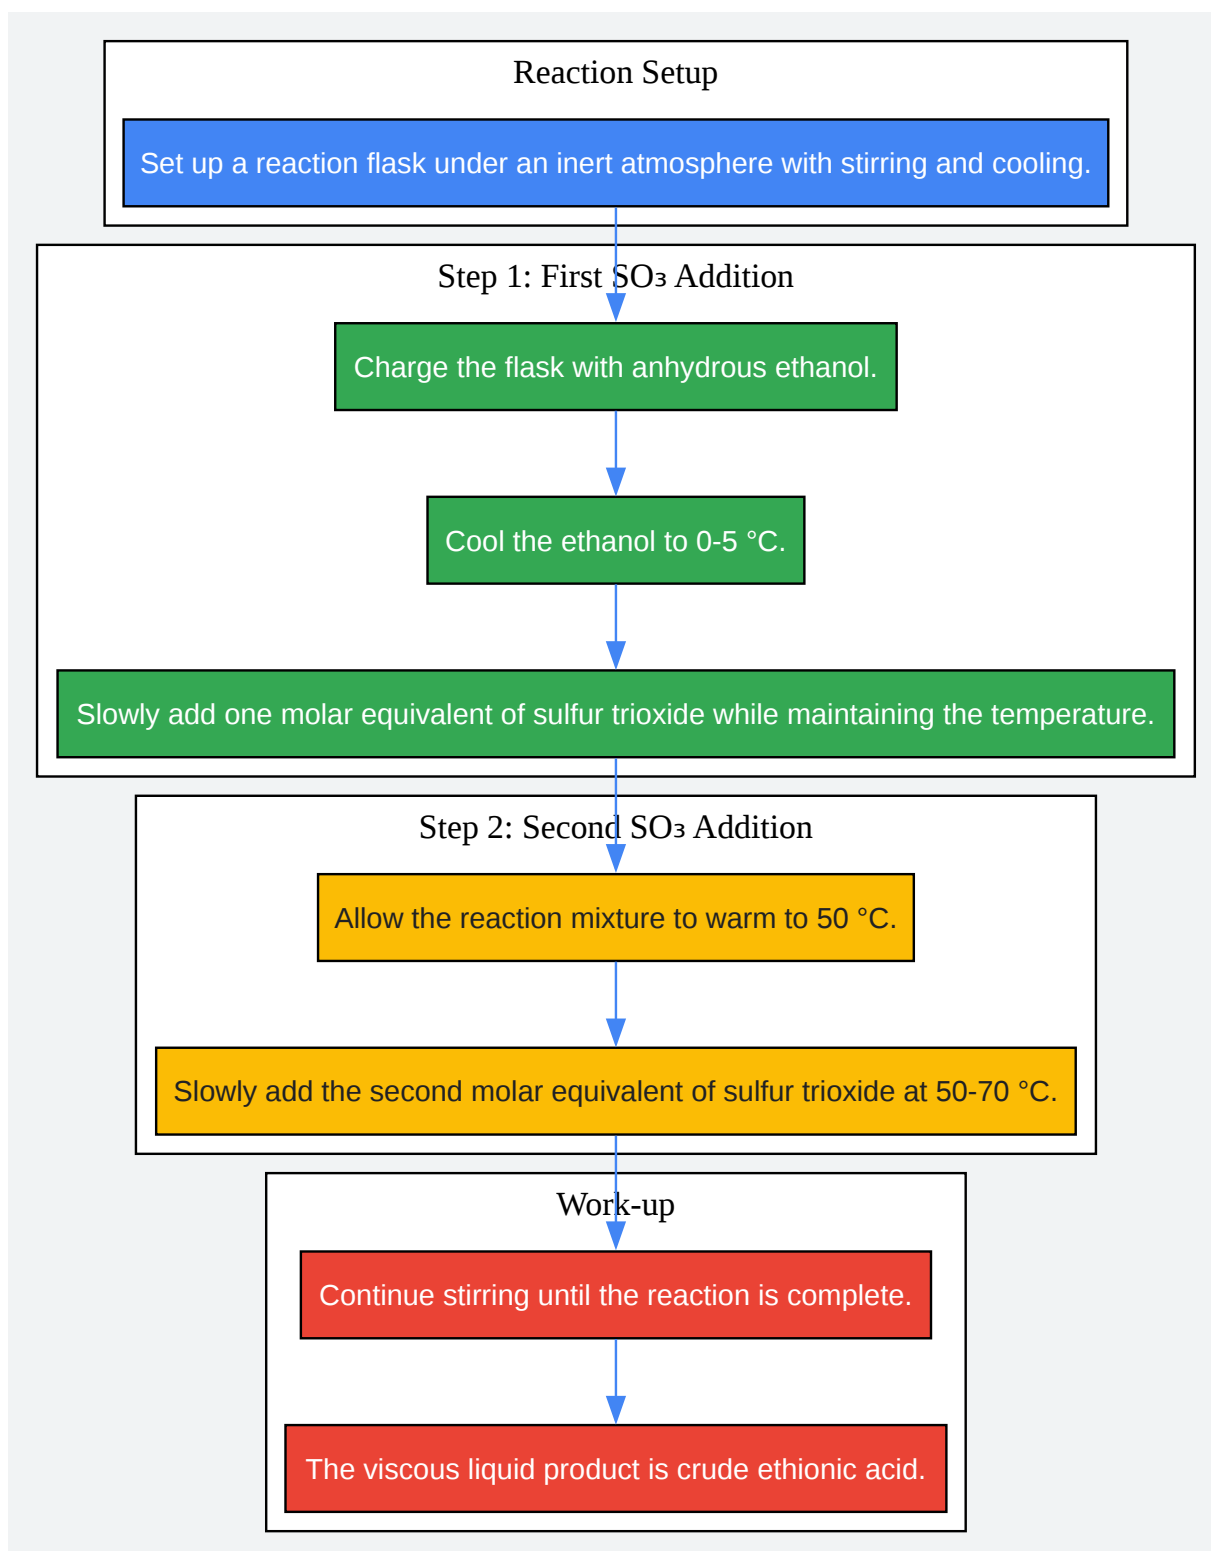 Reaction Setup
Set up a reaction flask under an inert atmosphere with stirring and cooling.
Step 1: First SO₃ Addition
Charge the flask with anhydrous ethanol.
Cool the ethanol to 0-5 °C.
Slowly add one molar equivalent of sulfur trioxide while maintaining the temperature.
Step 2: Second SO₃ Addition
Allow the reaction mixture to warm to 50 °C.
Slowly add the second molar equivalent of sulfur trioxide at 50-70 °C.
Work-up
Continue stirring until the reaction is complete.
The viscous liquid product is crude ethionic acid.